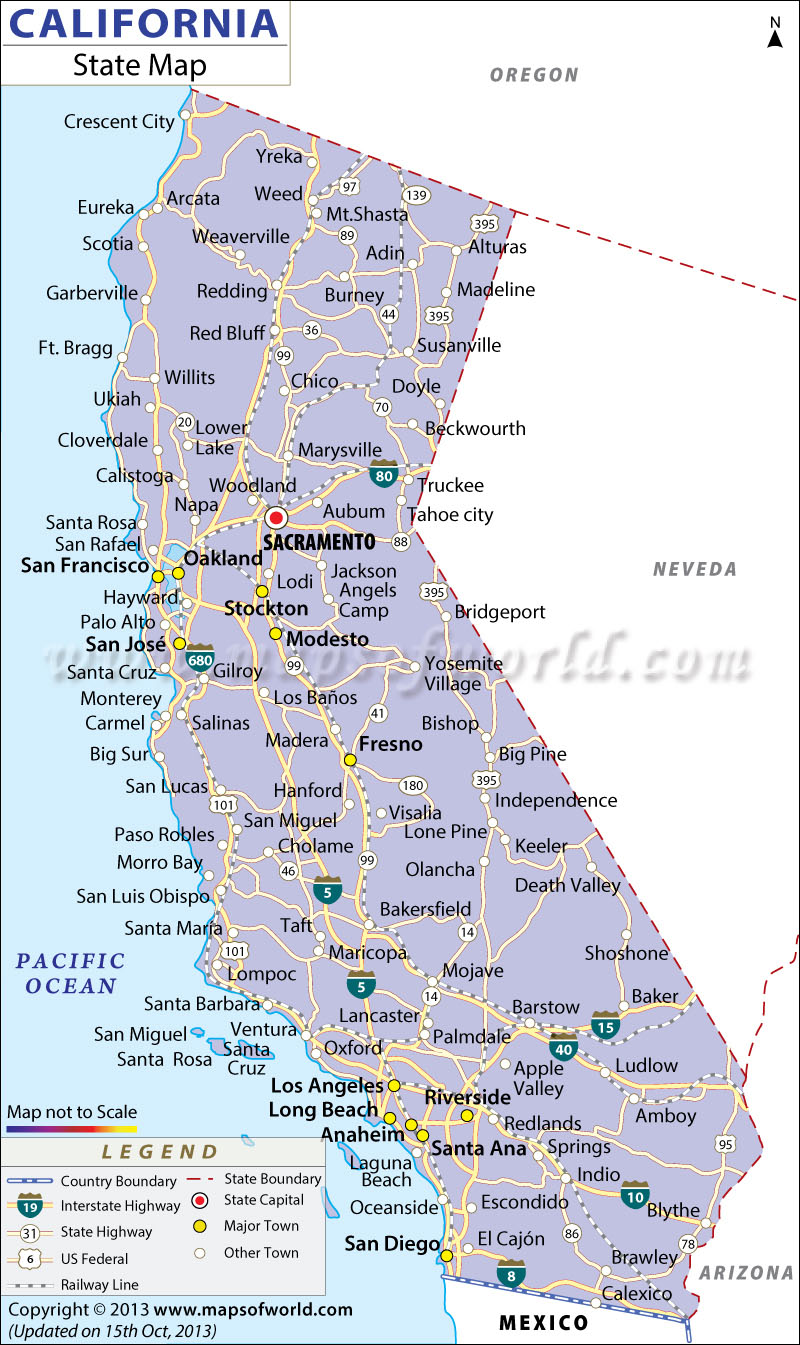 CALIFORNIA
State Map
N
OREGON
Crescent City
Yreka
Weed
97
139
Mt.Shasta
Arcata
Eureka
395
89
Weaverville
Scotia
Adin
Alturas
Redding
Burney
Madeline
Garberville
44
395
Red Bluff
36
Susanville
Ft. Bragg
99
Willits
Chico
Doyle
Ukiah
70
20
Lower
Lake
Beckwourth
Cloverdale
Marysville
Calistoga
80
Woodland
Truckee
Napa
Aubum
Tahoe city
Santa Rosa
SACRAMENTO
88
San Rafael
Oakland
San Francisco
Lodi
Jackson
NEVEDA
Hayward
Angels
Camp
395
Stockton
Palo Alto
Bridgeport
San José
Modesto
www.mapsofworld.com
680
99
Santa Cruz
Gilroy
Yosemite
Village
Monterey
Los Baños
Carmel
Salinas
41
Bishop
Madera
Fresno
Big Sur
Big Pine
San Lucas
Hanford
180
395
101
Independence
San Miguel
Visalia
Lone Pine
Paso Robles
Cholame
Keeler
Morro Bay
46
99
Olancha
Death Valley
5
San Luis Obispo
Bakersfield
Santa Maria
Taft
14
101
Maricopa
Shoshone
PACIFIC
OCEAN
Lompoc
Mojave
5
14
Santa Barbara
Lancaster
Barstow
Baker
15
San Miguel
Ventura
Palmdale
40
Santa Rosa
Santa
Cruz
Oxford
Apple
Valley
Ludlow
Los Angeles
Riverside
Long Beach
Amboy
Map not to Scale
Redlands
Anaheim
Santa Ana
Springs
95
Laguna
Beach
Indio
10
Oceanside
Escondido
Blythe
El Cajón
86
78
San Diego
Brawley
ARIZONA
8
Calexico
MEXICO
LEGEND
Country Boundary
State Boundary
19
Interstate Highway
State Capital
31
State Highway
Major Town
6
US Federal
Other Town
Railway Line
Copyright © 2013 www.mapsofworld.com
(Updated on 15th Oct, 2013)